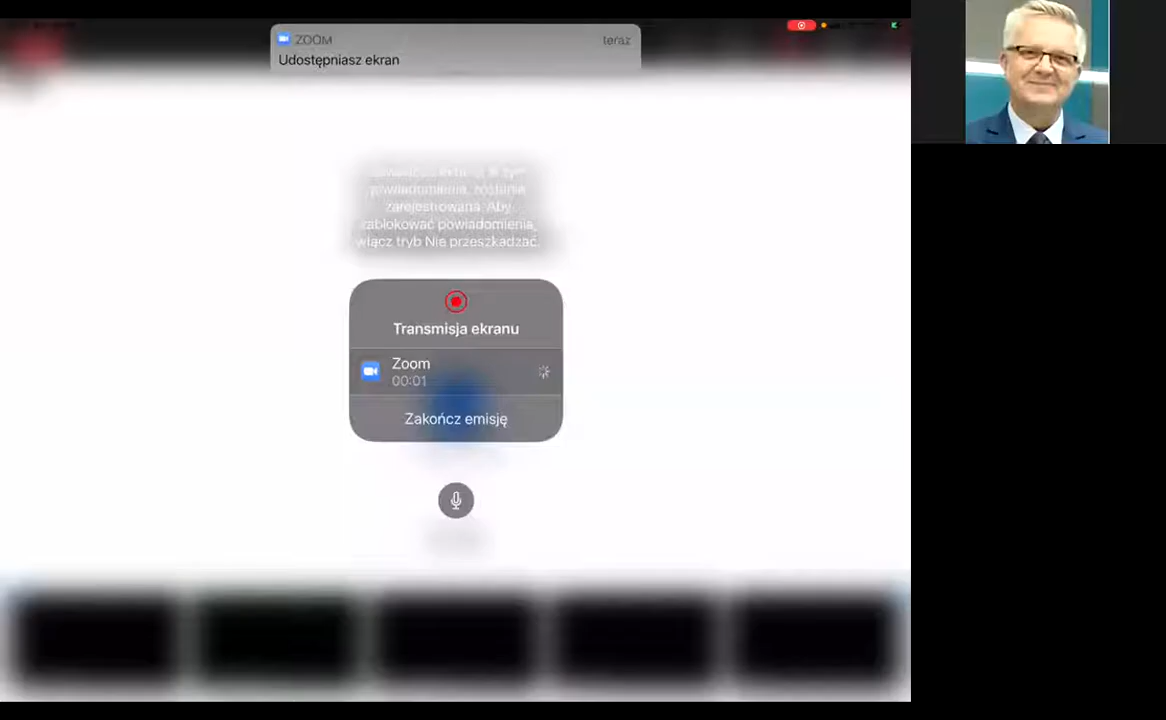 ZOOM
teraz
Udostępniasz ekran
powiadomienia, zostanie
zarejestrowana. Aby
zablokować powiadomienia,
włącz tryb Nie przeszkadzać.
Transmisja ekranu
Zoom
00:01
Zakończ emisję